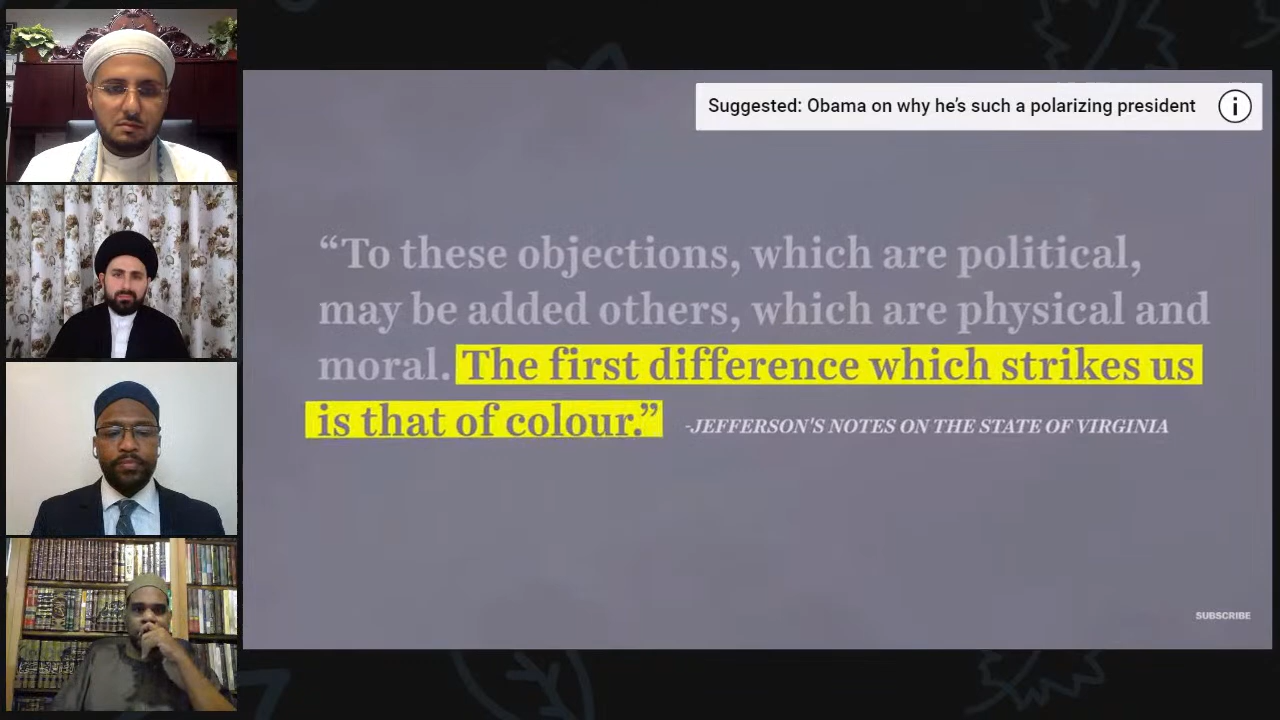 Suggested: Obama on why he's such a polarizing president
“To these objections, which are political,
may be added others, which are physical and
moral. The first difference which strikes us
is that of colour.” -JEFFERSON'S NOTES ON THE STATE OF VIRGINIA
SUBSCRIBE